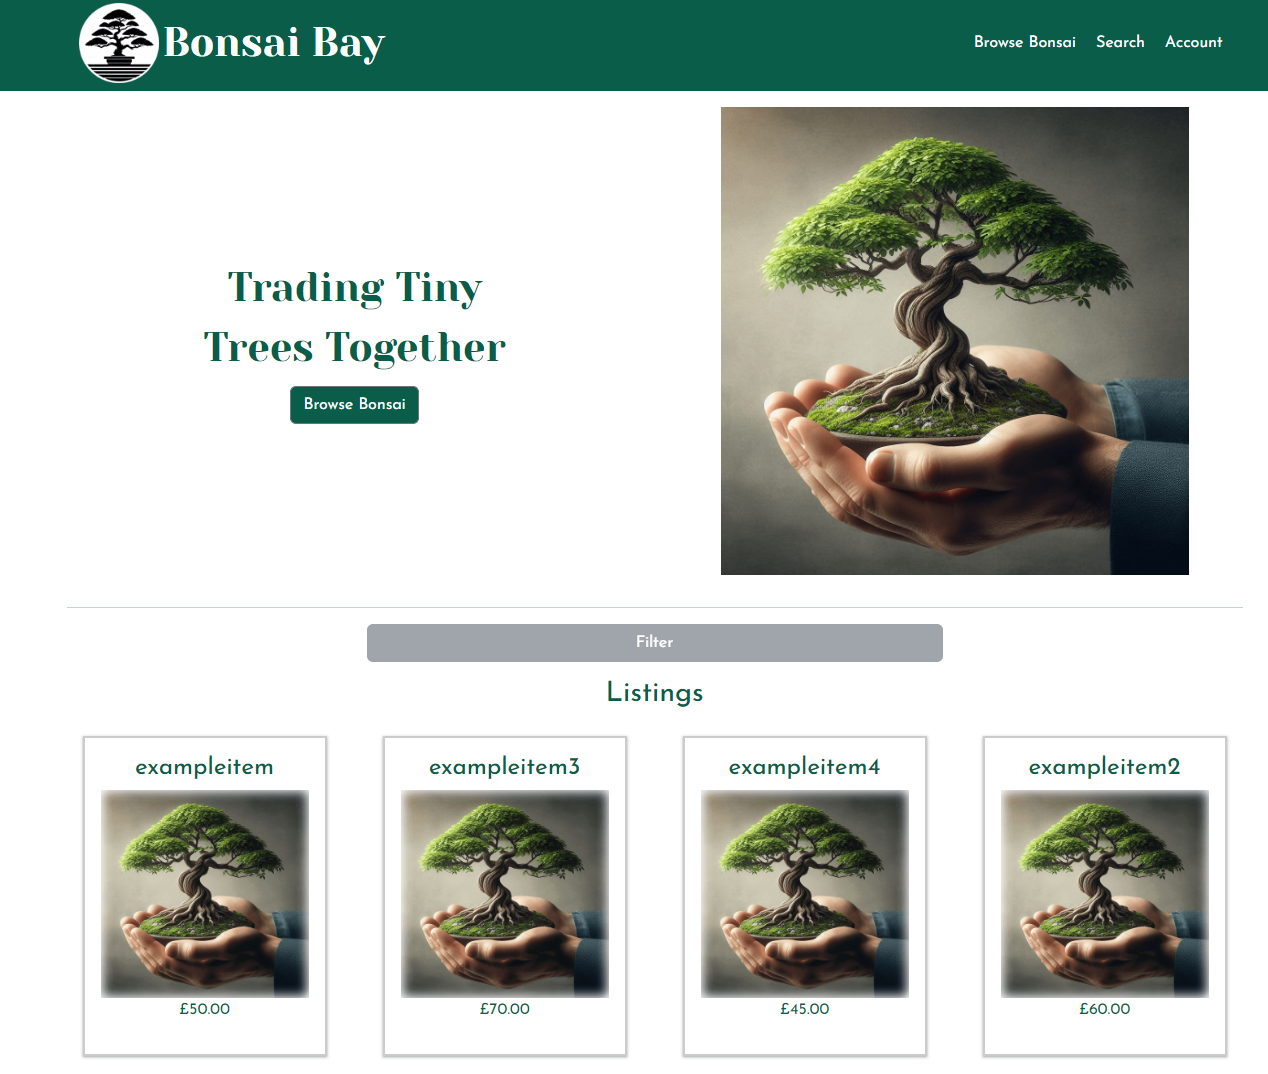 Bonsai Bay
Browse Bonsai
Search
Account
Trading Tiny
Trees Together
Browse Bonsai
Filter
Listings
exampleitem
£50.00
exampleitem3
£70.00
exampleitem4
£45.00
exampleitem2
£60.00